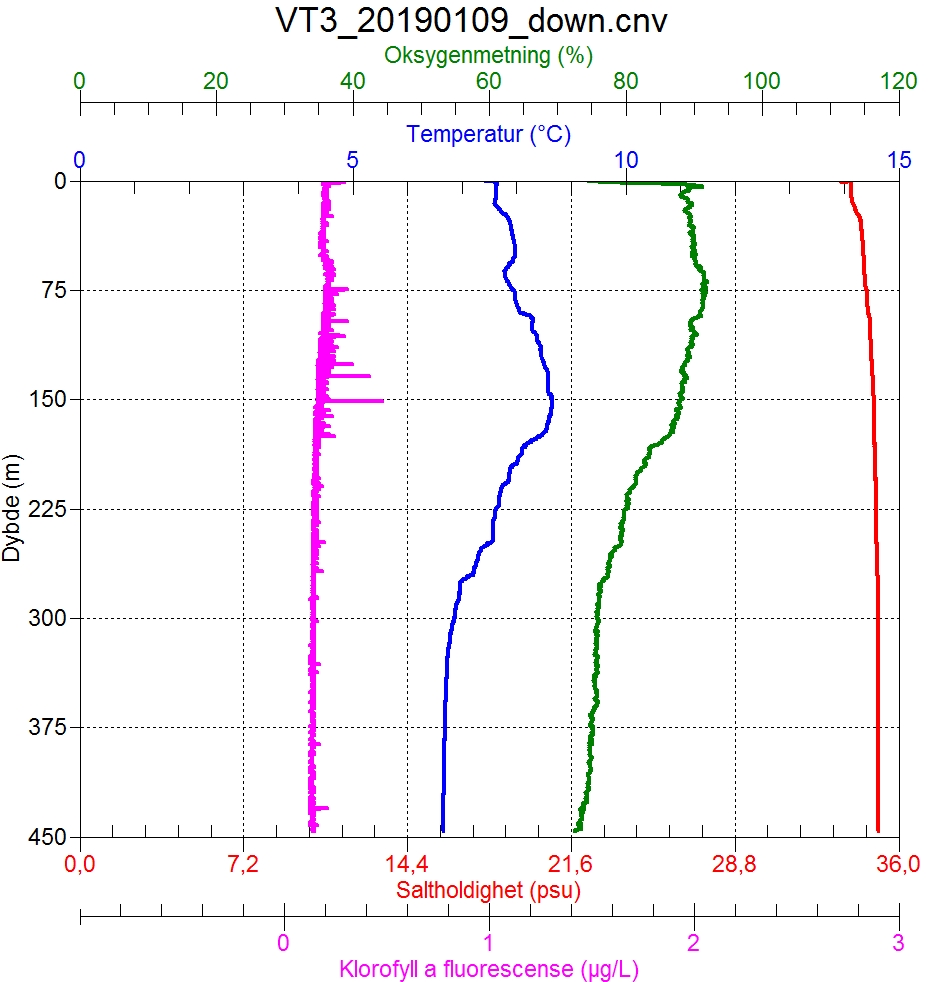 VT3_20190109_down.cnv
Oksygenmetning (%)
0 20 40 60 80 100 120
Temperatur (°C)
0 5 10 15
0
75
150
225
300
375
450
Dybde (m)
0,0 7,2 14,4 21,6 28,8 36,0
Saltholdighet (psu)
0 1 2 3
Klorofyll a fluorescense (µg/L)